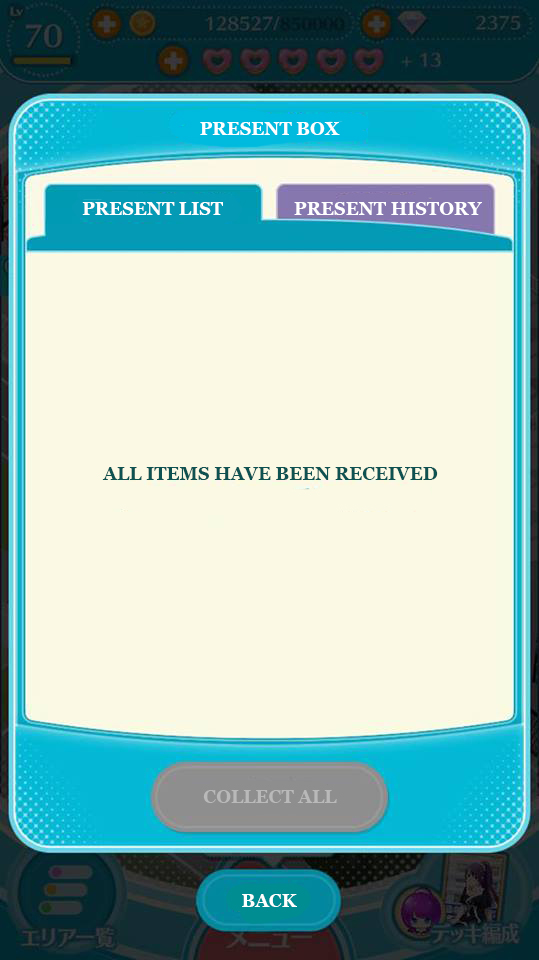 Lv
70
128527/850000
2375
+ 13
PRESENT BOX
PRESENT LIST
PRESENT HISTORY
ALL ITEMS HAVE BEEN RECEIVED
COLLECT ALL
BACK
エリア一覧
メニュー
デッキ編成